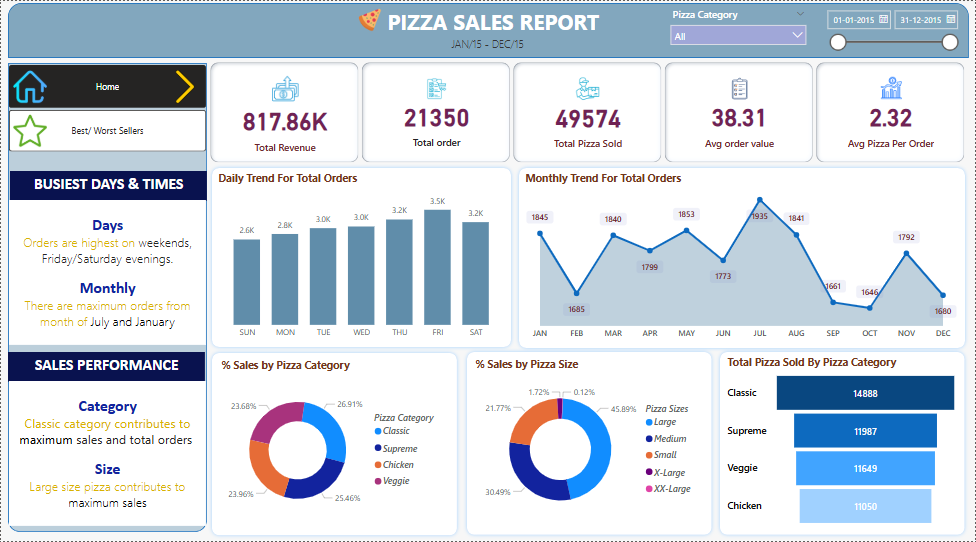 PIZZA SALES REPORT
JAN/15 - DEC/15
Pizza Category
All
01-01-2015
31-12-2015
Home
Best/ Worst Sellers
BUSIEST DAYS & TIMES
Days
Orders are highest on weekends,
Friday/Saturday evenings.
Monthly
There are maximum orders from
month of July and January
SALES PERFORMANCE
Category
Classic category contributes to
maximum sales and total orders
Size
Large size pizza contributes to
maximum sales
817.86K
Total Revenue
21350
Total order
49574
Total Pizza Sold
38.31
Avg order value
2.32
Avg Pizza Per Order
Daily Trend For Total Orders
2.6K
2.8K
3.0K
3.0K
3.2K
3.5K
3.2K
SUN
MON
TUE
WED
THU
FRI
SAT
Monthly Trend For Total Orders
1845
1685
1840
1799
1853
1773
1935
1841
1661
1646
1792
1680
JAN
FEB
MAR
APR
MAY
JUN
JUL
AUG
SEP
OCT
NOV
DEC
% Sales by Pizza Category
26.91%
25.46%
23.96%
23.68%
Pizza Category
Classic
Supreme
Chicken
Veggie
% Sales by Pizza Size
1.72%
0.12%
21.77%
45.89%
30.49%
Pizza Sizes
Large
Medium
Small
X-Large
XX-Large
Total Pizza Sold By Pizza Category
Classic
14888
Supreme
11987
Veggie
11649
Chicken
11050